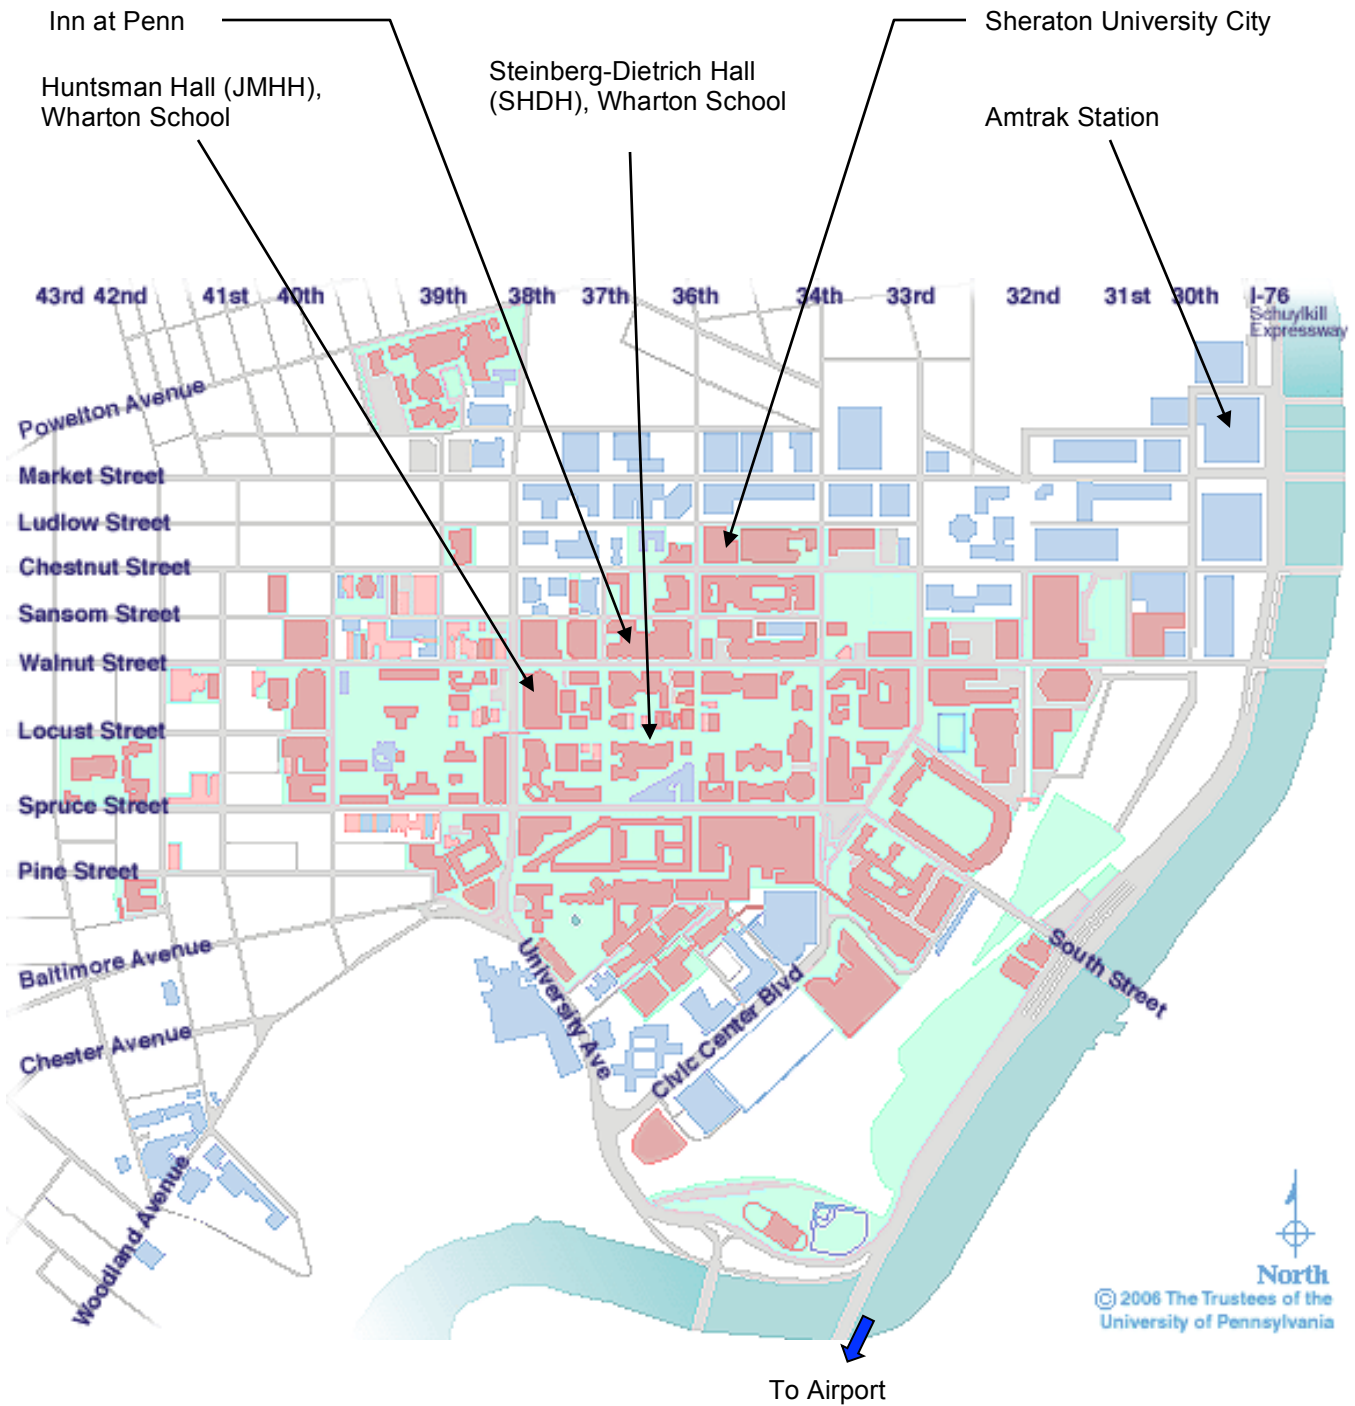 Inn at Penn
Sheraton University City
Steinberg-Dietrich Hall
(SHDH), Wharton School
Huntsman Hall (JMHH),
Wharton School
Amtrak Station
43rd 42nd 41st 40th 39th 38th 37th 36th 34th 33rd 32nd 31st 30th I-76
Schuylkill
Expressway
Powelton Avenue
Market Street
Ludlow Street
Chestnut Street
Sansom Street
Walnut Street
Locust Street
Spruce Street
Pine Street
Baltimore Avenue
University Ave
South Street
Civic Center Blvd
Chester Avenue
Woodland Avenue
North
© 2006 The Trustees of the
University of Pennsylvania
To Airport